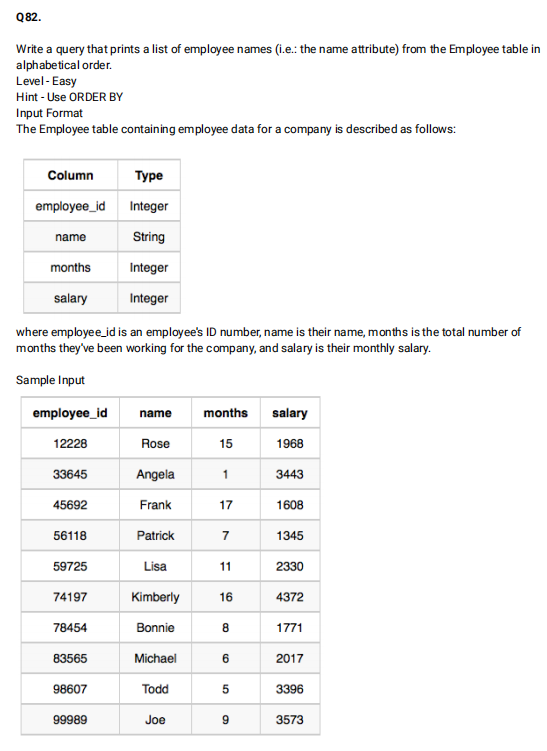 Q82.
Write a query that prints a list of employee names (i.e.: the name attribute) from the Employee table in
alphabetical order.
Level - Easy
Hint - Use ORDER BY
Input Format
The Employee table containing employee data for a company is described as follows:
Column Type
employee_id Integer
name String
months Integer
salary Integer
where employee_id is an employee's ID number, name is their name, months is the total number of
months they've been working for the company, and salary is their monthly salary.
Sample Input
employee_id name months salary
12228 Rose 15 1968
33645 Angela 1 3443
45692 Frank 17 1608
56118 Patrick 7 1345
59725 Lisa 11 2330
74197 Kimberly 16 4372
78454 Bonnie 8 1771
83565 Michael 6 2017
98607 Todd 5 3396
99989 Joe 9 3573